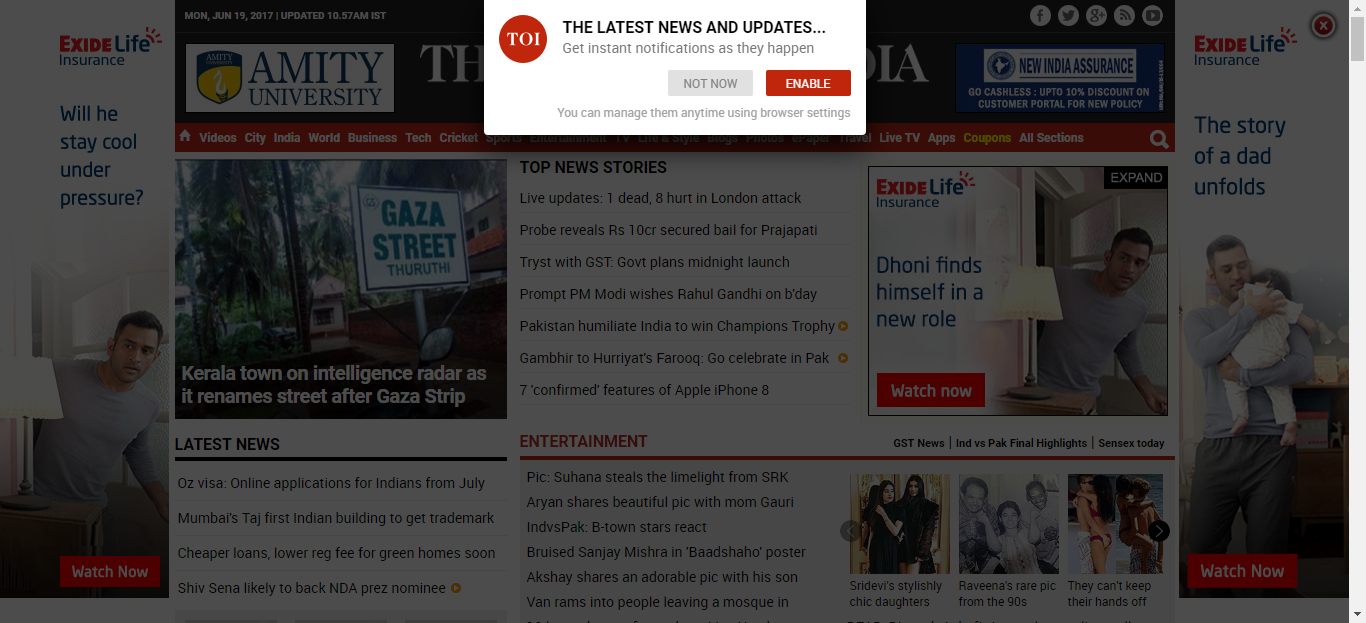 MON, JUN 19, 2017 | UPDATED 10.57AM IST
TOI
THE LATEST NEWS AND UPDATES...
Get instant notifications as they happen
NOT NOW
ENABLE
You can manage them anytime using browser settings
EXIDE Life
Insurance
Will he
stay cool
under
pressure?
Watch Now
AMITY
UNIVERSITY
TH
DIA
NEW INDIA ASSURANCE
GO CASHLESS : UPTO 10% DISCOUNT ON
CUSTOMER PORTAL FOR NEW POLICY
EXIDE Life
Insurance
The story
of a dad
unfolds
Watch Now
Videos City India World Business Tech Cricket Sports Entertainment TV Life & Style Blogs Photos ePaper Travel Live TV Apps Coupons All Sections
GAZA
STREET
THURUTHI
Kerala town on intelligence radar as
it renames street after Gaza Strip
TOP NEWS STORIES
Live updates: 1 dead, 8 hurt in London attack
Probe reveals Rs 10cr secured bail for Prajapati
Tryst with GST: Govt plans midnight launch
Prompt PM Modi wishes Rahul Gandhi on b'day
Pakistan humiliate India to win Champions Trophy
Gambhir to Hurriyat's Farooq: Go celebrate in Pak
7 'confirmed' features of Apple iPhone 8
EXPAND
EXIDE Life
Insurance
Dhoni finds
himself in a
new role
Watch now
LATEST NEWS
Oz visa: Online applications for Indians from July
Mumbai's Taj first Indian building to get trademark
Cheaper loans, lower reg fee for green homes soon
Shiv Sena likely to back NDA prez nominee
ENTERTAINMENT
GST News | Ind vs Pak Final Highlights | Sensex today
Pic: Suhana steals the limelight from SRK
Aryan shares beautiful pic with mom Gauri
IndvsPak: B-town stars react
Bruised Sanjay Mishra in 'Baadshaho' poster
Akshay shares an adorable pic with his son
Van rams into people leaving a mosque in
Sridevi's stylishly
chic daughters
Raveena's rare pic
from the 90s
They can't keep
their hands off